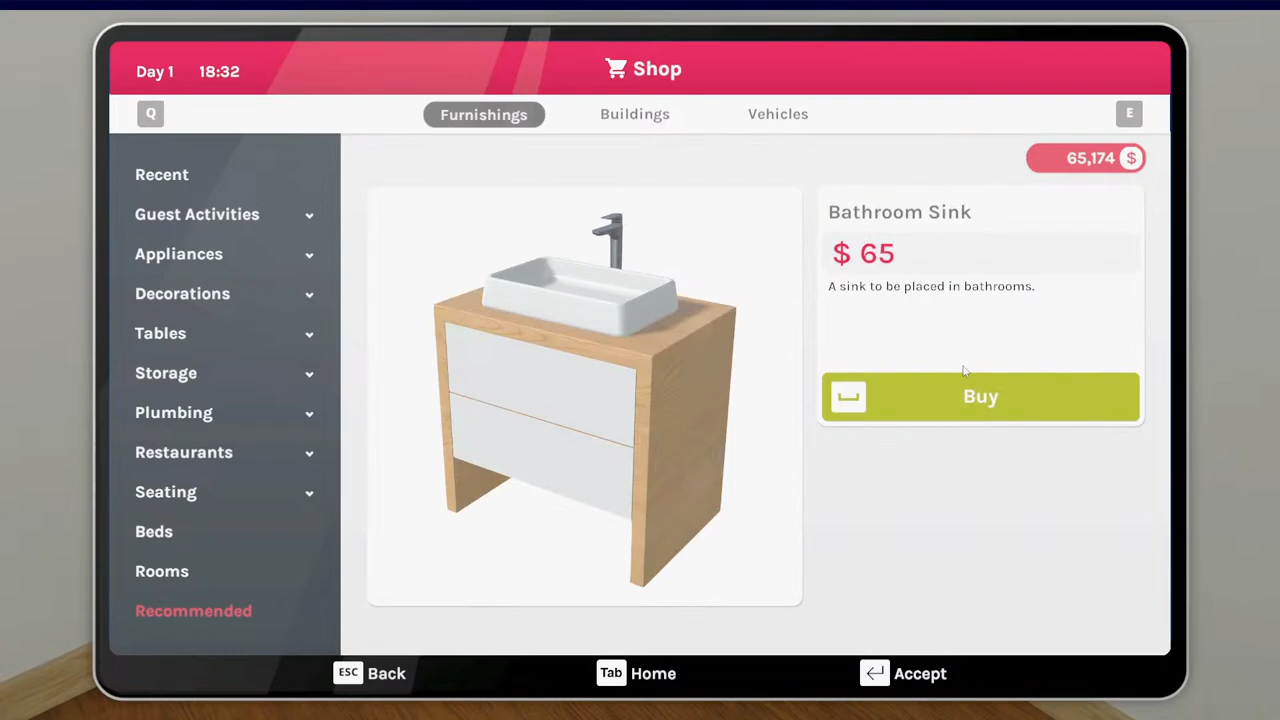 Day 1 18:32
Shop
Q Furnishings Buildings Vehicles E
65,174 $
Recent
Guest Activities
Appliances
Decorations
Tables
Storage
Plumbing
Restaurants
Seating
Beds
Rooms
Recommended
Bathroom Sink
$ 65
A sink to be placed in bathrooms.
Buy
ESC Back Tab Home Accept